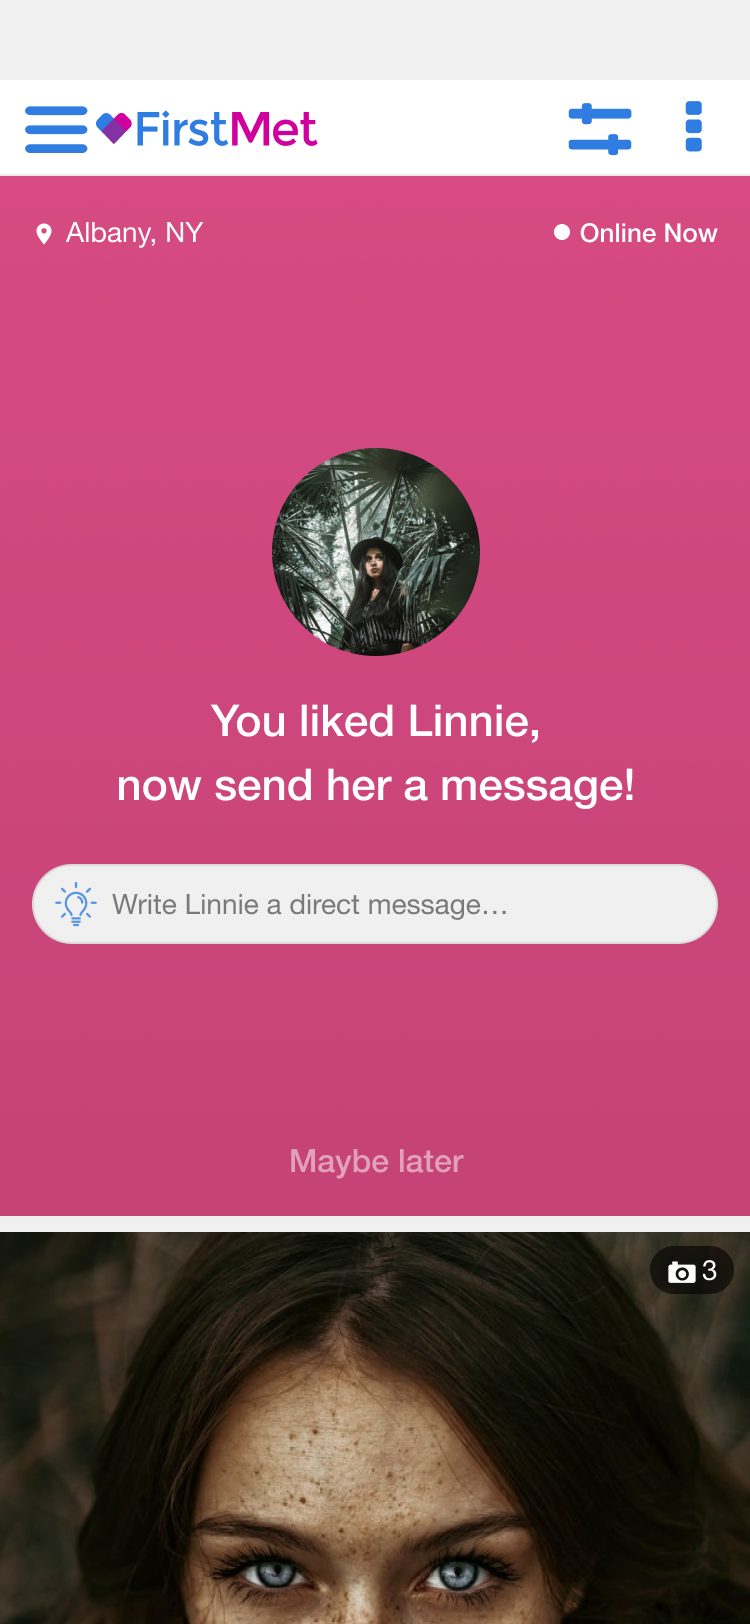 FirstMet
Albany, NY
Online Now
You liked Linnie,
now send her a message!
Write Linnie a direct message...
Maybe later
3